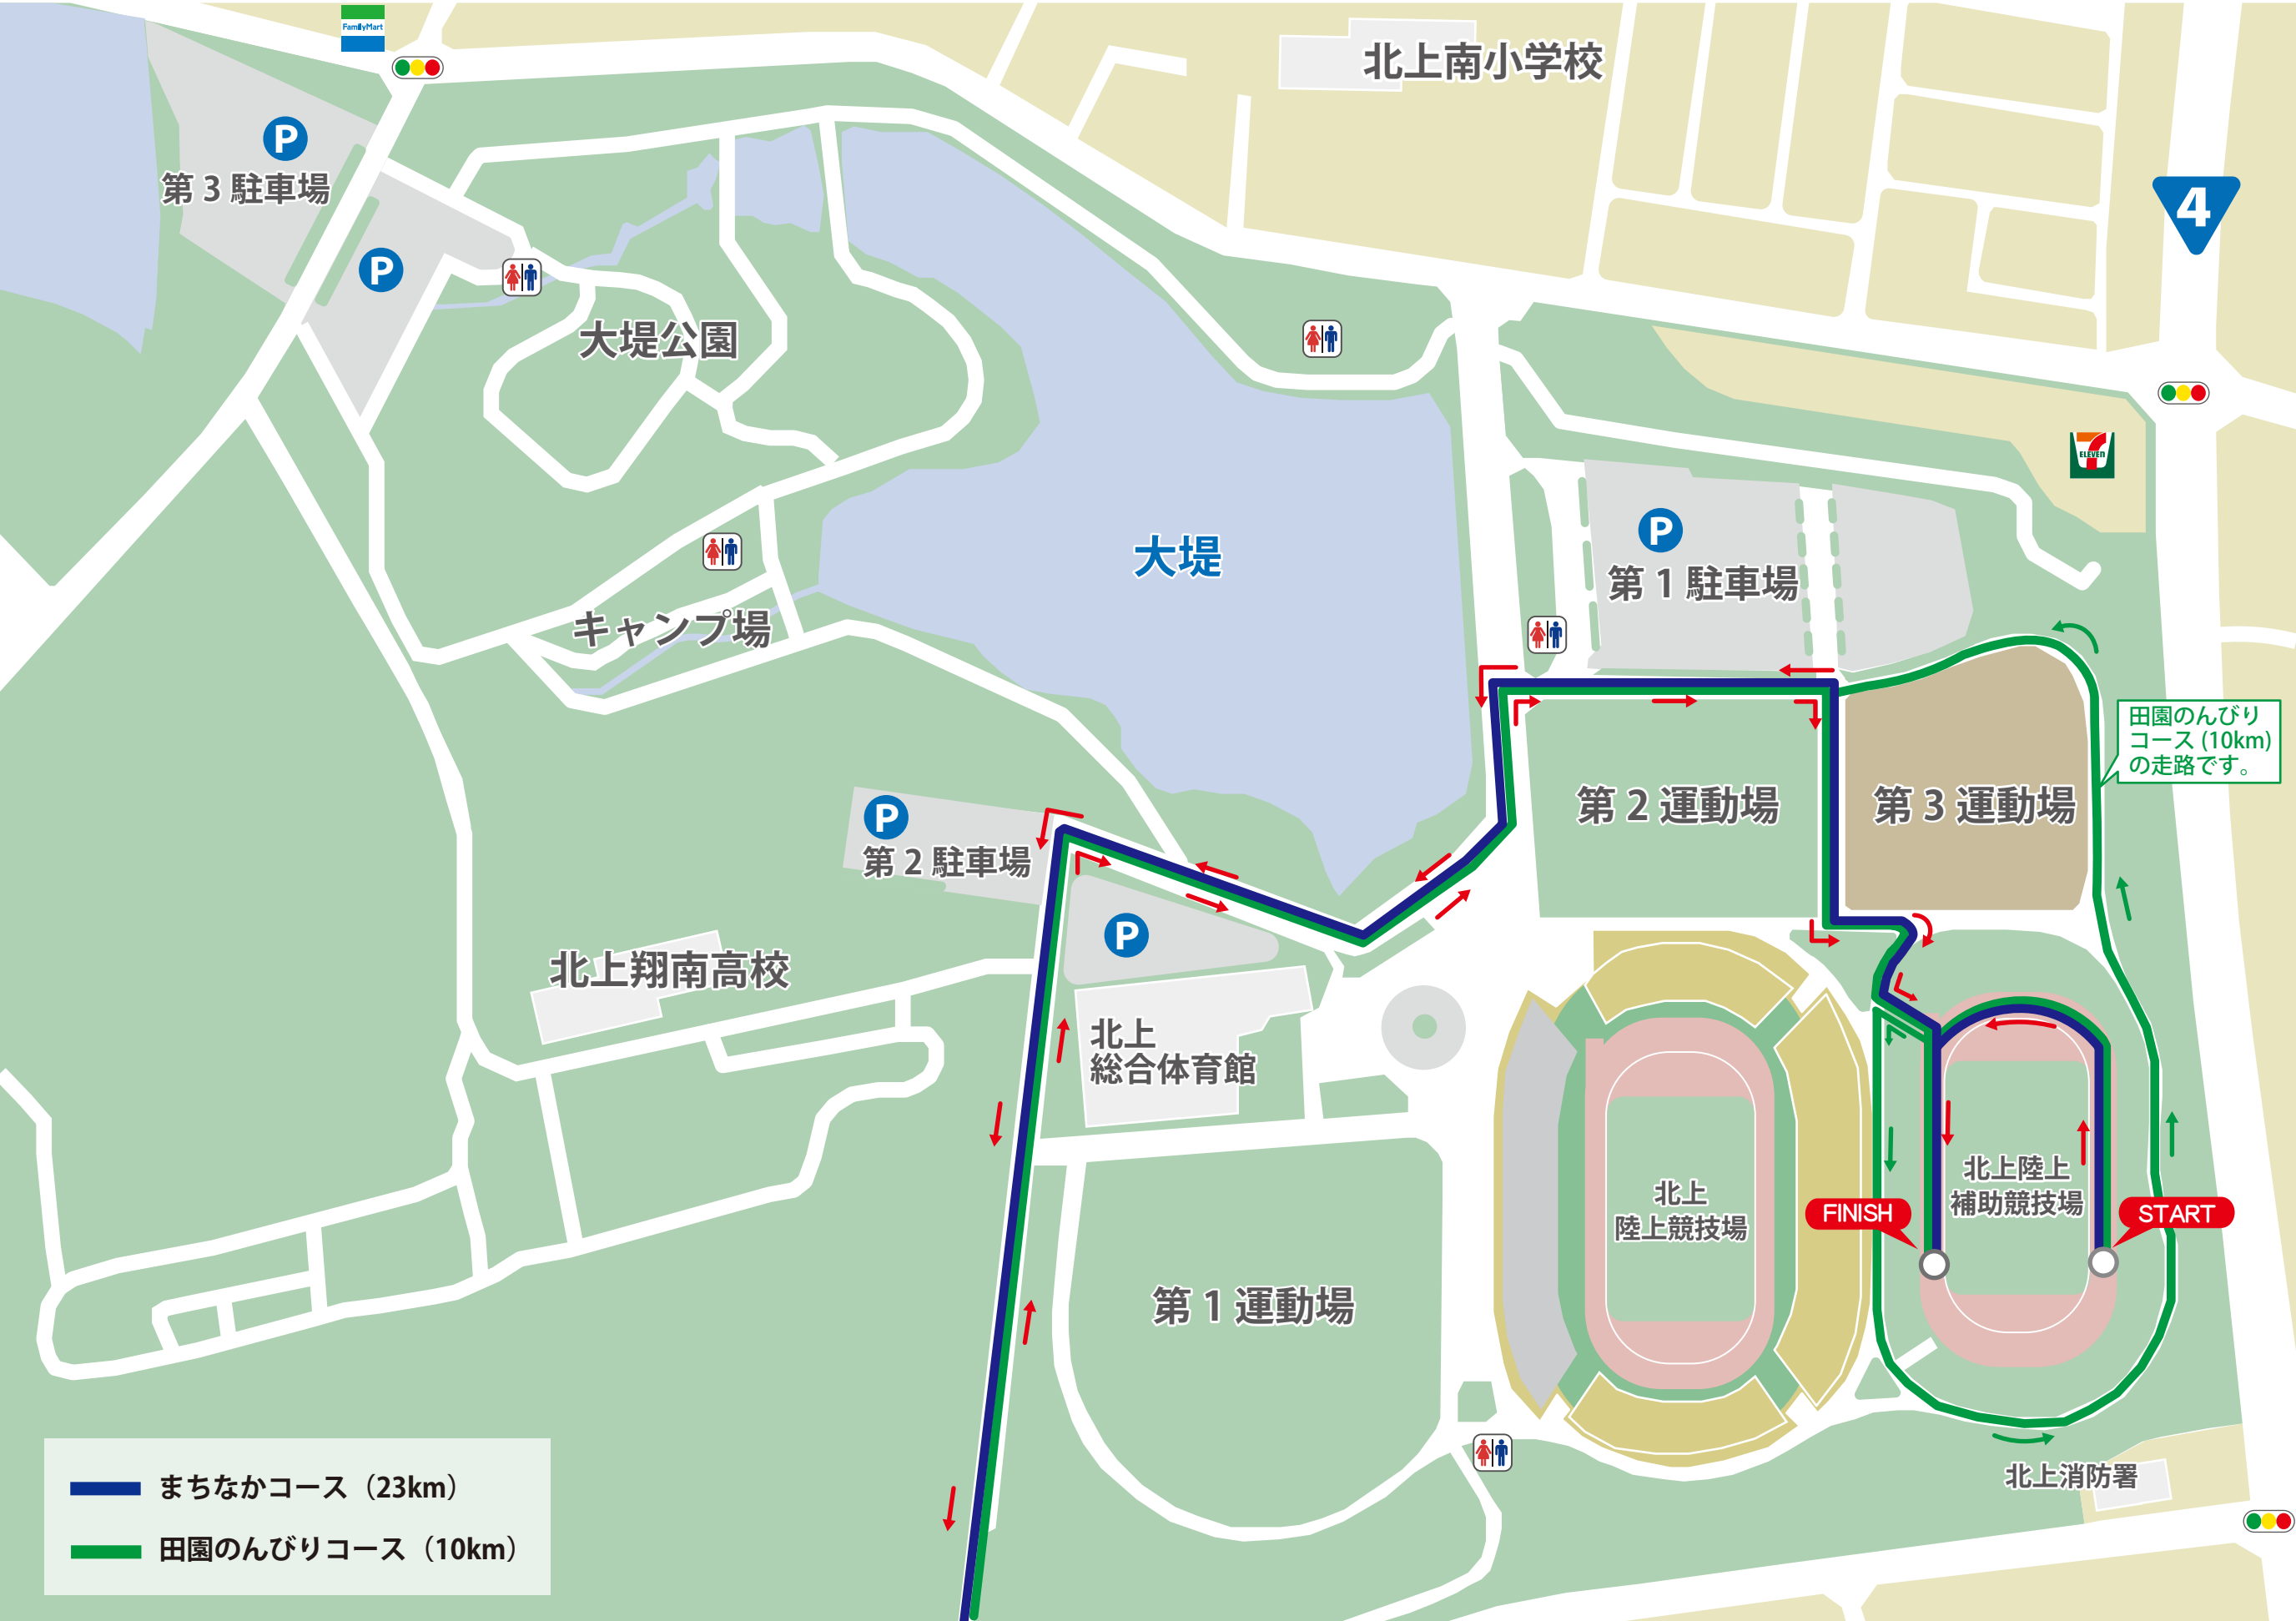 FamilyMart
北上南小学校
P
第3駐車場
4
P
大堤公園
7
ELEVEN
P
大堤
第1駐車場
キャンプ場
田園のんびり
コース(10km)
の走路です。
第2運動場
第3運動場
P
第2駐車場
P
北上翔南高校
北上
総合体育館
北上
陸上競技場
北上陸上
補助競技場
FINISH
START
第1運動場
北上消防署
まちなかコース（23km）
田園のんびりコース（10km）